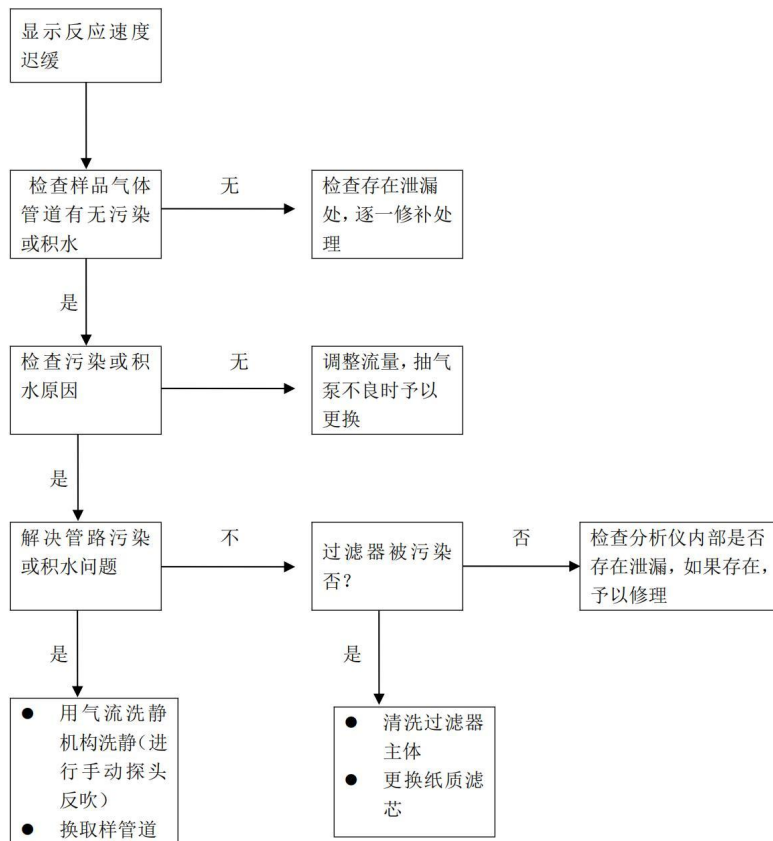 显示反应速度
迟缓
检查样品气体
管道有无污染
或积水
无
检查存在泄漏
处，逐一修补处
理
是
检查污染或积
水原因
无
调整流量，抽气
泵不良时予以
更换
是
解决管路污染
或积水问题
不
过滤器被污染
否？
否
检查分析仪内部是否
存在泄漏，如果存在，
予以修理
是
● 用气流洗静
机构洗静（进
行手动探头
反吹）
● 换取样管道
是
● 清洗过滤器
主体
● 更换纸质滤
芯